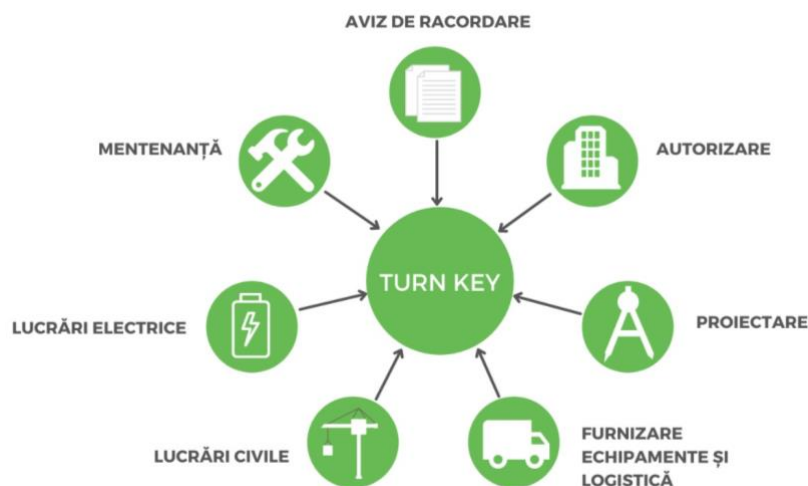 AVIZ DE RACORDARE
MENTENANȚĂ
AUTORIZARE
TURN KEY
LUCRĂRI ELECTRICE
PROIECTARE
LUCRĂRI CIVILE
FURNIZARE
ECHIPAMENTE ȘI
LOGISTICĂ